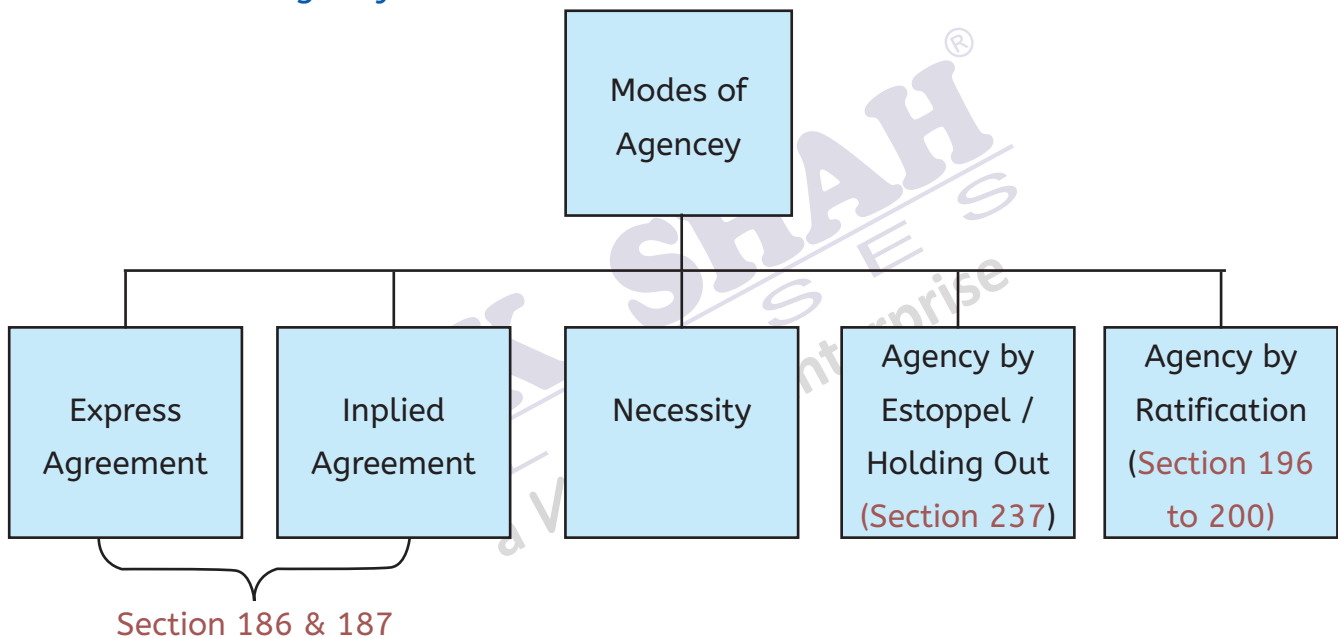 Modes of
Agencey
®
SHAH
K
S E S
nterprise
a V
Express
Agreement
Inplied
Agreement
Necessity
Agency by
Estoppel /
Holding Out
(Section 237)
Agency by
Ratification
(Section 196
to 200)
Section 186 & 187